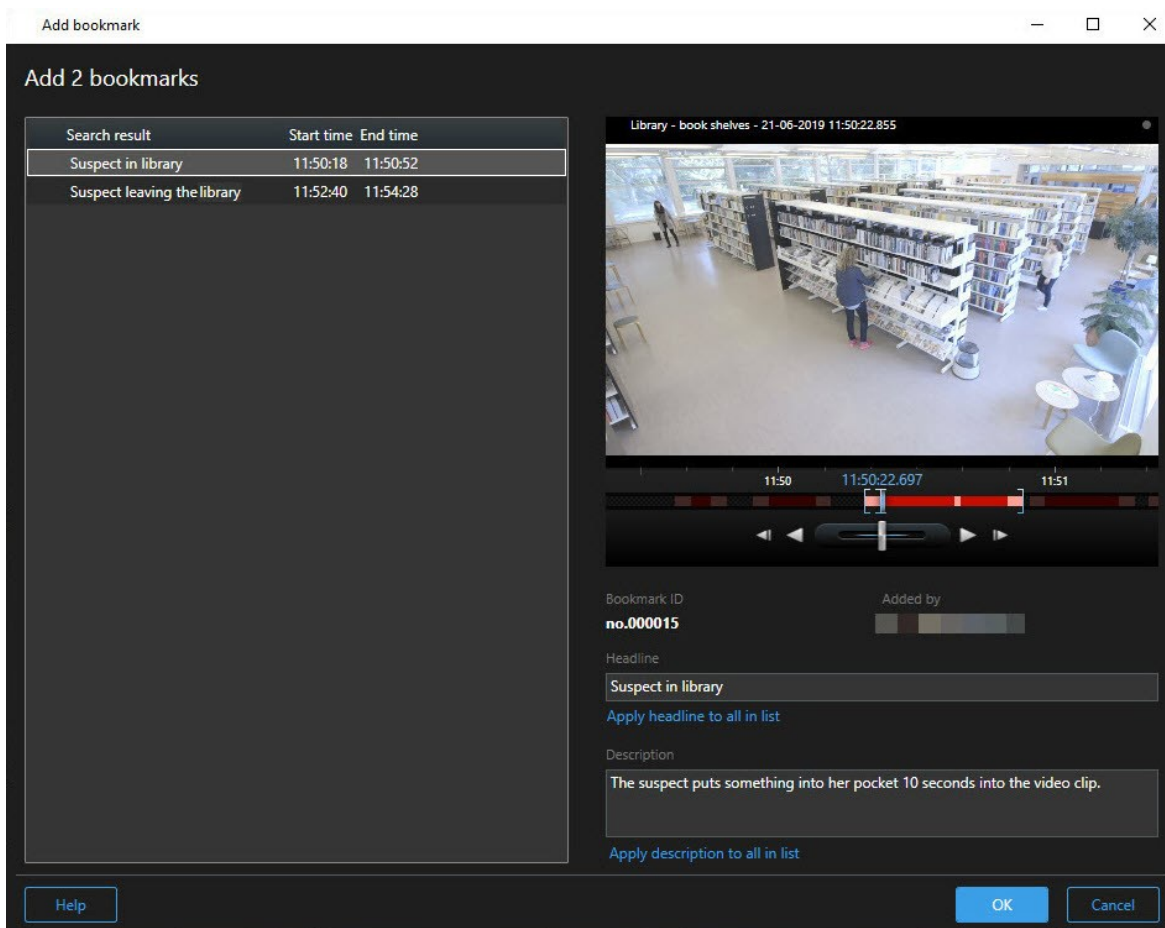 Add bookmark
Add 2 bookmarks
Search result Start time End time
Suspect in library 11:50:18 11:50:52
Suspect leaving the library 11:52:40 11:54:28
Library - book shelves - 21-06-2019 11:50:22.855
11:50 11:50:22.697 11:51
Bookmark ID Added by
no.000015
Headline
Suspect in library
Apply headline to all in list
Description
The suspect puts something into her pocket 10 seconds into the video clip.
Apply description to all in list
Help OK Cancel